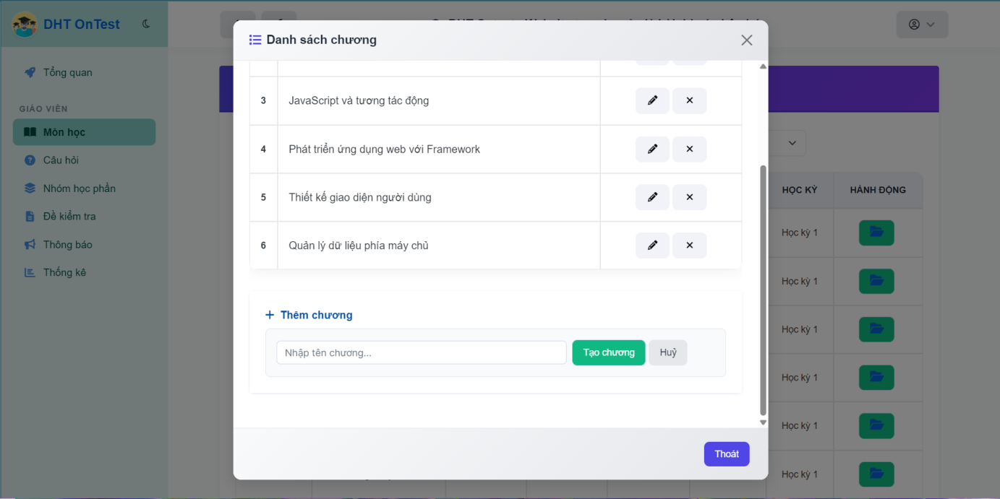 DHT OnTest
Danh sách chương
Tổng quan
GIÁO VIÊN
Môn học
Câu hỏi
Nhóm học phần
Đề kiểm tra
Thông báo
Thống kê
3 JavaScript và tương tác động
4 Phát triển ứng dụng web với Framework
5 Thiết kế giao diện người dùng
6 Quản lý dữ liệu phía máy chủ
Thêm chương
Nhập tên chương...
Tạo chương
Huỷ
Thoát
HỌC KỲ HÀNH ĐỘNG
Học kỳ 1
Học kỳ 1
Học kỳ 1
Học kỳ 1
Học kỳ 1
Học kỳ 1